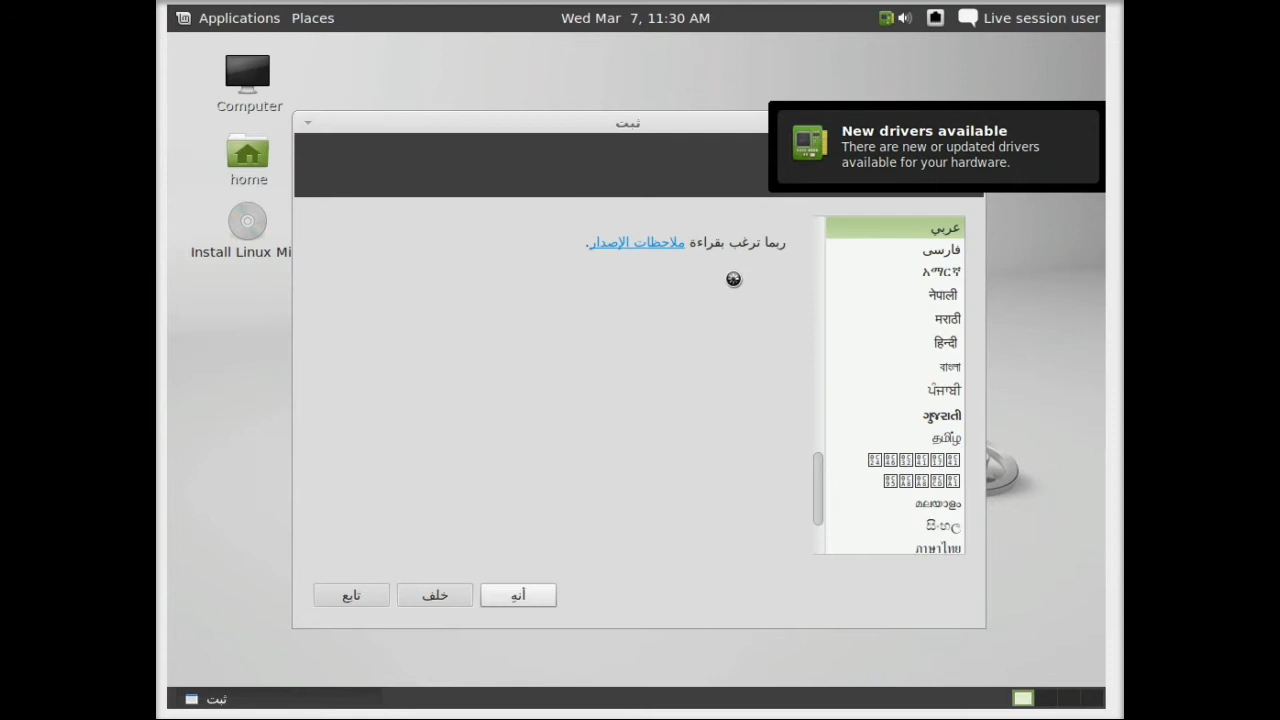 Applications Places Wed Mar 7, 11:30 AM Live session user
Computer
home
Install Linux Mi
ثبت
New drivers available
There are new or updated drivers
available for your hardware.
ربما ترغب بقراءة ملاحظات الإصدار.
عربي
فارسی
አማርኛ
नेपाली
मराठी
हिन्दी
বাংলা
ਪੰਜਾਬੀ
ગુજરાતી
தமிழ்
മലയാളം
සිංහල
ภาษาไทย
تابع
خلف
أنهِ
ثبت